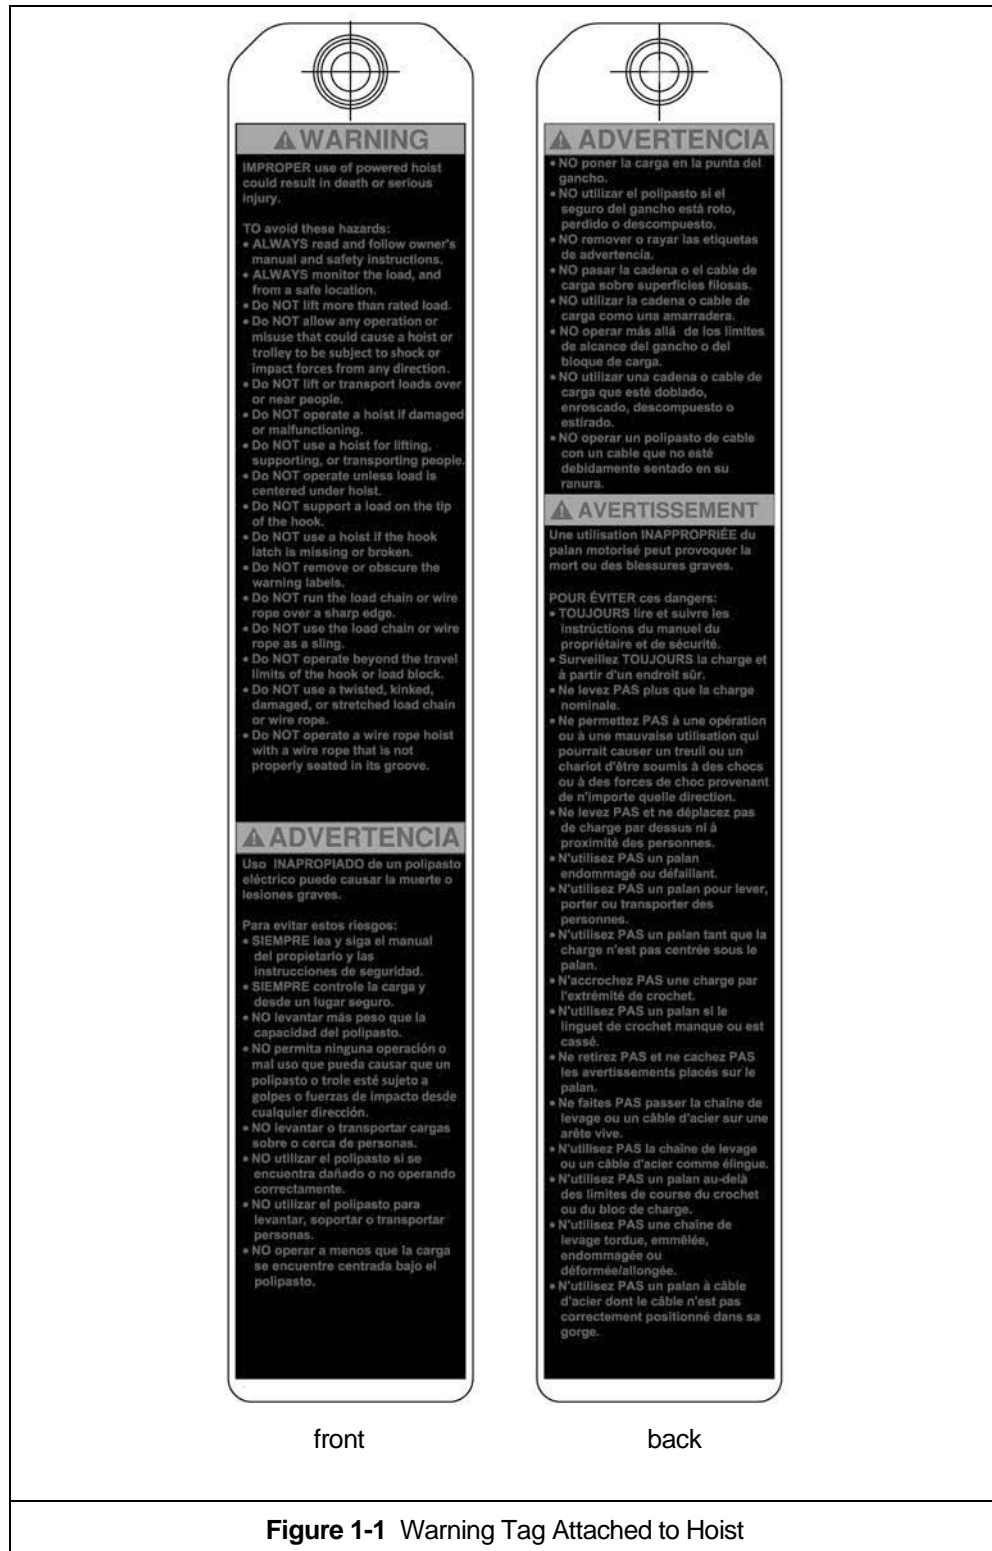 WARNING
IMPROPER use of powered hoist
could result in death or serious
injury.
TO avoid these hazards:
• ALWAYS read and follow owner's
manual and safety instructions.
• ALWAYS monitor the load, and
from a safe location.
• Do NOT lift more than rated load.
• Do NOT allow any operation or
misuse that could cause a hoist or
trolley to be subject to shock or
impact forces from any direction.
• Do NOT lift or transport loads over
or near people.
• Do NOT operate a hoist if damaged
or malfunctioning.
• Do NOT use a hoist for lifting,
supporting, or transporting people.
• Do NOT operate unless load is
centered under hoist.
• Do NOT support a load on the tip
of the hook.
• Do NOT use a hoist if the hook
latch is missing or broken.
• Do NOT remove or obscure the
warning labels.
• Do NOT run the load chain or wire
rope over a sharp edge.
• Do NOT use the load chain or wire
rope as a sling.
• Do NOT operate beyond the travel
limits of the hook or load block.
• Do NOT use a twisted, kinked,
damaged, or stretched load chain
or wire rope.
• Do NOT operate a wire rope hoist
with a wire rope that is not
properly seated in its groove.
ADVERTENCIA
Uso INAPROPIADO de un polipasto
eléctrico puede causar la muerte o
lesiones graves.
Para evitar estos riesgos:
• SIEMPRE lea y siga el manual
del propietario y las
instrucciones de seguridad.
• SIEMPRE controle la carga y
desde un lugar seguro.
• NO levantar más peso que la
capacidad del polipasto.
• NO permita ninguna operación o
mal uso que pueda causar que un
polipasto o trole esté sujeto a
golpes o fuerzas de impacto desde
cualquier dirección.
• NO levantar o transportar cargas
sobre o cerca de personas.
• NO utilizar el polipasto si se
encuentra dañado o no operando
correctamente.
• NO utilizar el polipasto para
levantar, soportar o transportar
personas.
• NO operar a menos que la carga
se encuentre centrada bajo el
polipasto.
front
ADVERTENCIA
• NO poner la carga en la punta del
gancho.
• NO utilizar el polipasto si el
seguro del gancho está roto,
perdido o descompuesto.
• NO remover o rayar las etiquetas
de advertencia.
• NO pasar la cadena o el cable de
carga sobre superficies filosas.
• NO utilizar la cadena o cable de
carga como una amarradera.
• NO operar más allá de los límites
de alcance del gancho o del
bloque de carga.
• NO utilizar una cadena o cable de
carga que esté doblado,
enroscado, descompuesto o
estirado.
• NO operar un polipasto de cable
con un cable que no esté
debidamente sentado en su
ranura.
AVERTISSEMENT
Une utilisation INAPPROPRIÉE du
palan motorisé peut provoquer la
mort ou des blessures graves.
POUR ÉVITER ces dangers:
• TOUJOURS lire et suivre les
instrúctions du manuel du
propriétaire et de sécurité.
• Surveillez TOUJOURS la charge et
à partir d'un endroit sûr.
• Ne levez PAS plus que la charge
nominale.
• Ne permettez PAS à une opération
ou à une mauvaise utilisation qui
pourrait causer un treuil ou un
chariot d'être soumis à des chocs
ou à des forces de choc provenant
de n'importe quelle direction.
• Ne levez PAS et ne déplacez pas
de charge par dessus ni à
proximité des personnes.
• N'utilisez PAS un palan
endommagé ou défaillant.
• N'utilisez PAS un palan pour lever,
porter ou transporter des
personnes.
• N'utilisez PAS un palan tant que la
charge n'est pas centrée sous le
palan.
• N'accrochez PAS une charge par
l'extrémité de crochet.
• N'utilisez PAS un palan si le
linguet de crochet manque ou est
cassé.
• Ne retirez PAS et ne cachez PAS
les avertissements placés sur le
palan.
• Ne faites PAS passer la chaîne de
levage ou un câble d'acier sur une
arête vive.
• N'utilisez PAS la chaîne de levage
ou un câble d'acier comme élingue.
• N'utilisez PAS un palan au-delà
des limites de course du crochet
ou du bloc de charge.
• N'utilisez PAS une chaîne de
levage tordue, emmêlée,
endommagée ou
déformée/allongée.
• N'utilisez PAS un palan à câble
d'acier dont le câble n'est pas
correctement positionné dans sa
gorge.
back
Figure 1-1 Warning Tag Attached to Hoist